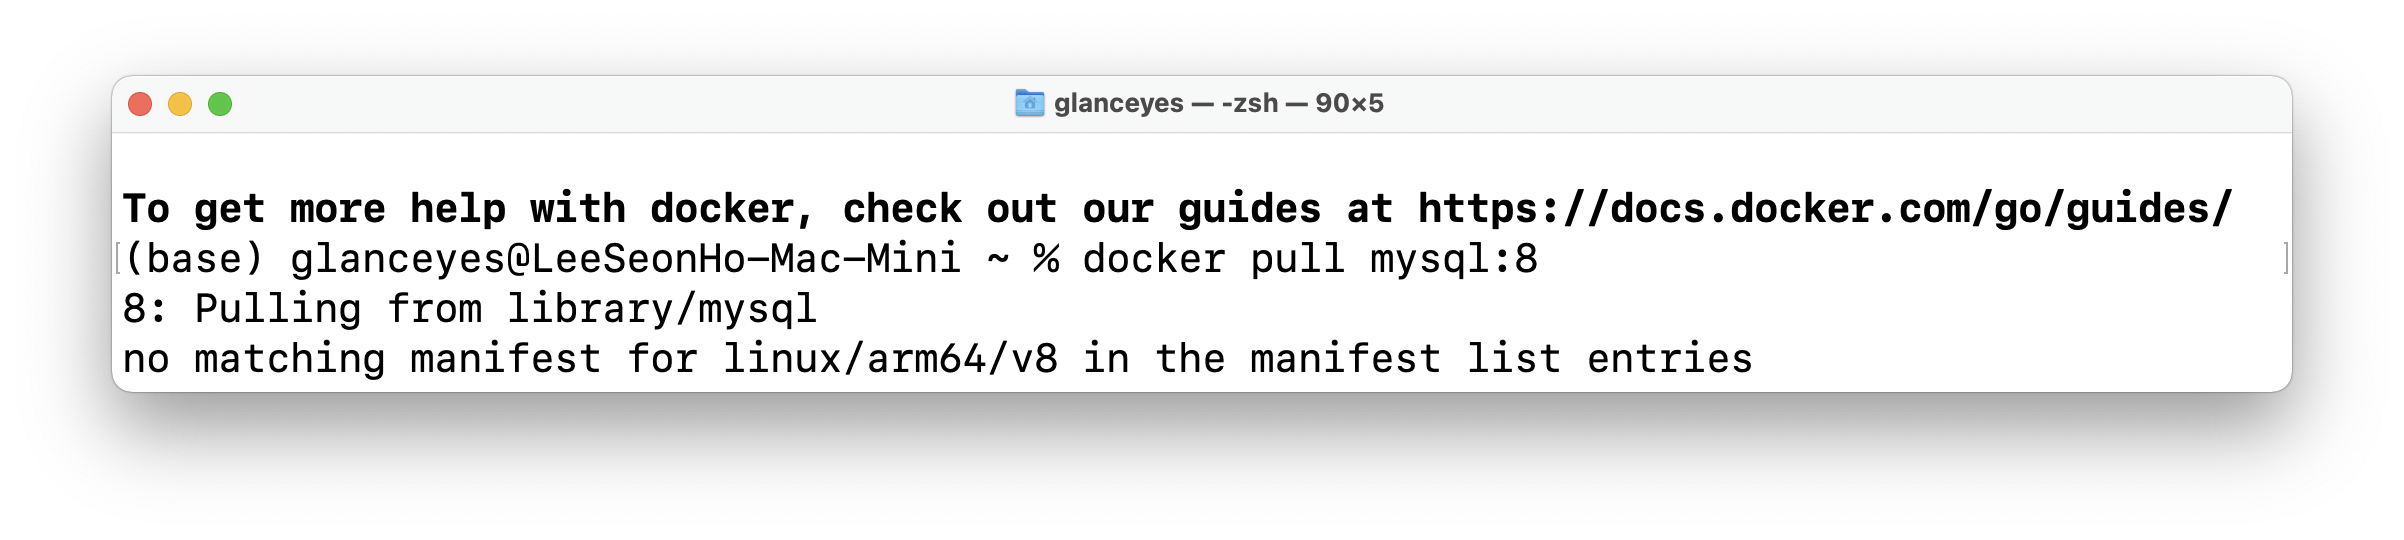 glanceyes — -zsh — 90×5
To get more help with docker, check out our guides at https://docs.docker.com/go/guides/
(base) glanceyes@LeeSeonHo-Mac-Mini ~ % docker pull mysql:8
8: Pulling from library/mysql
no matching manifest for linux/arm64/v8 in the manifest list entries